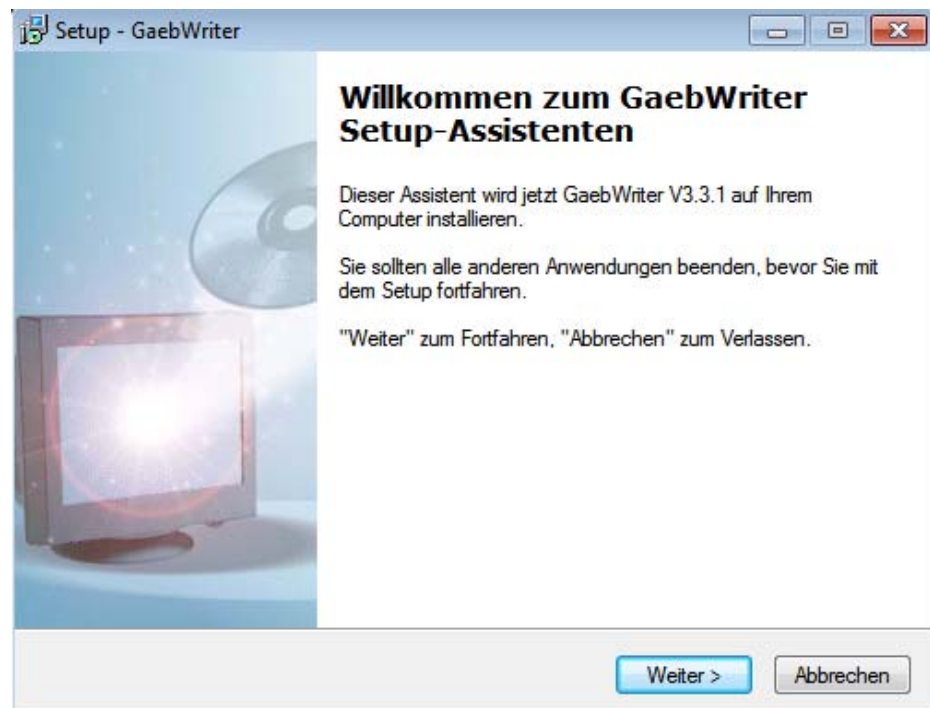 Setup - GaebWriter
Willkommen zum GaebWriter
Setup-Assistenten
Dieser Assistent wird jetzt GaebWriter V3.3.1 auf Ihrem
Computer installieren.
Sie sollten alle anderen Anwendungen beenden, bevor Sie mit
dem Setup fortfahren.
"Weiter" zum Fortfahren, "Abbrechen" zum Verlassen.
Weiter >
Abbrechen